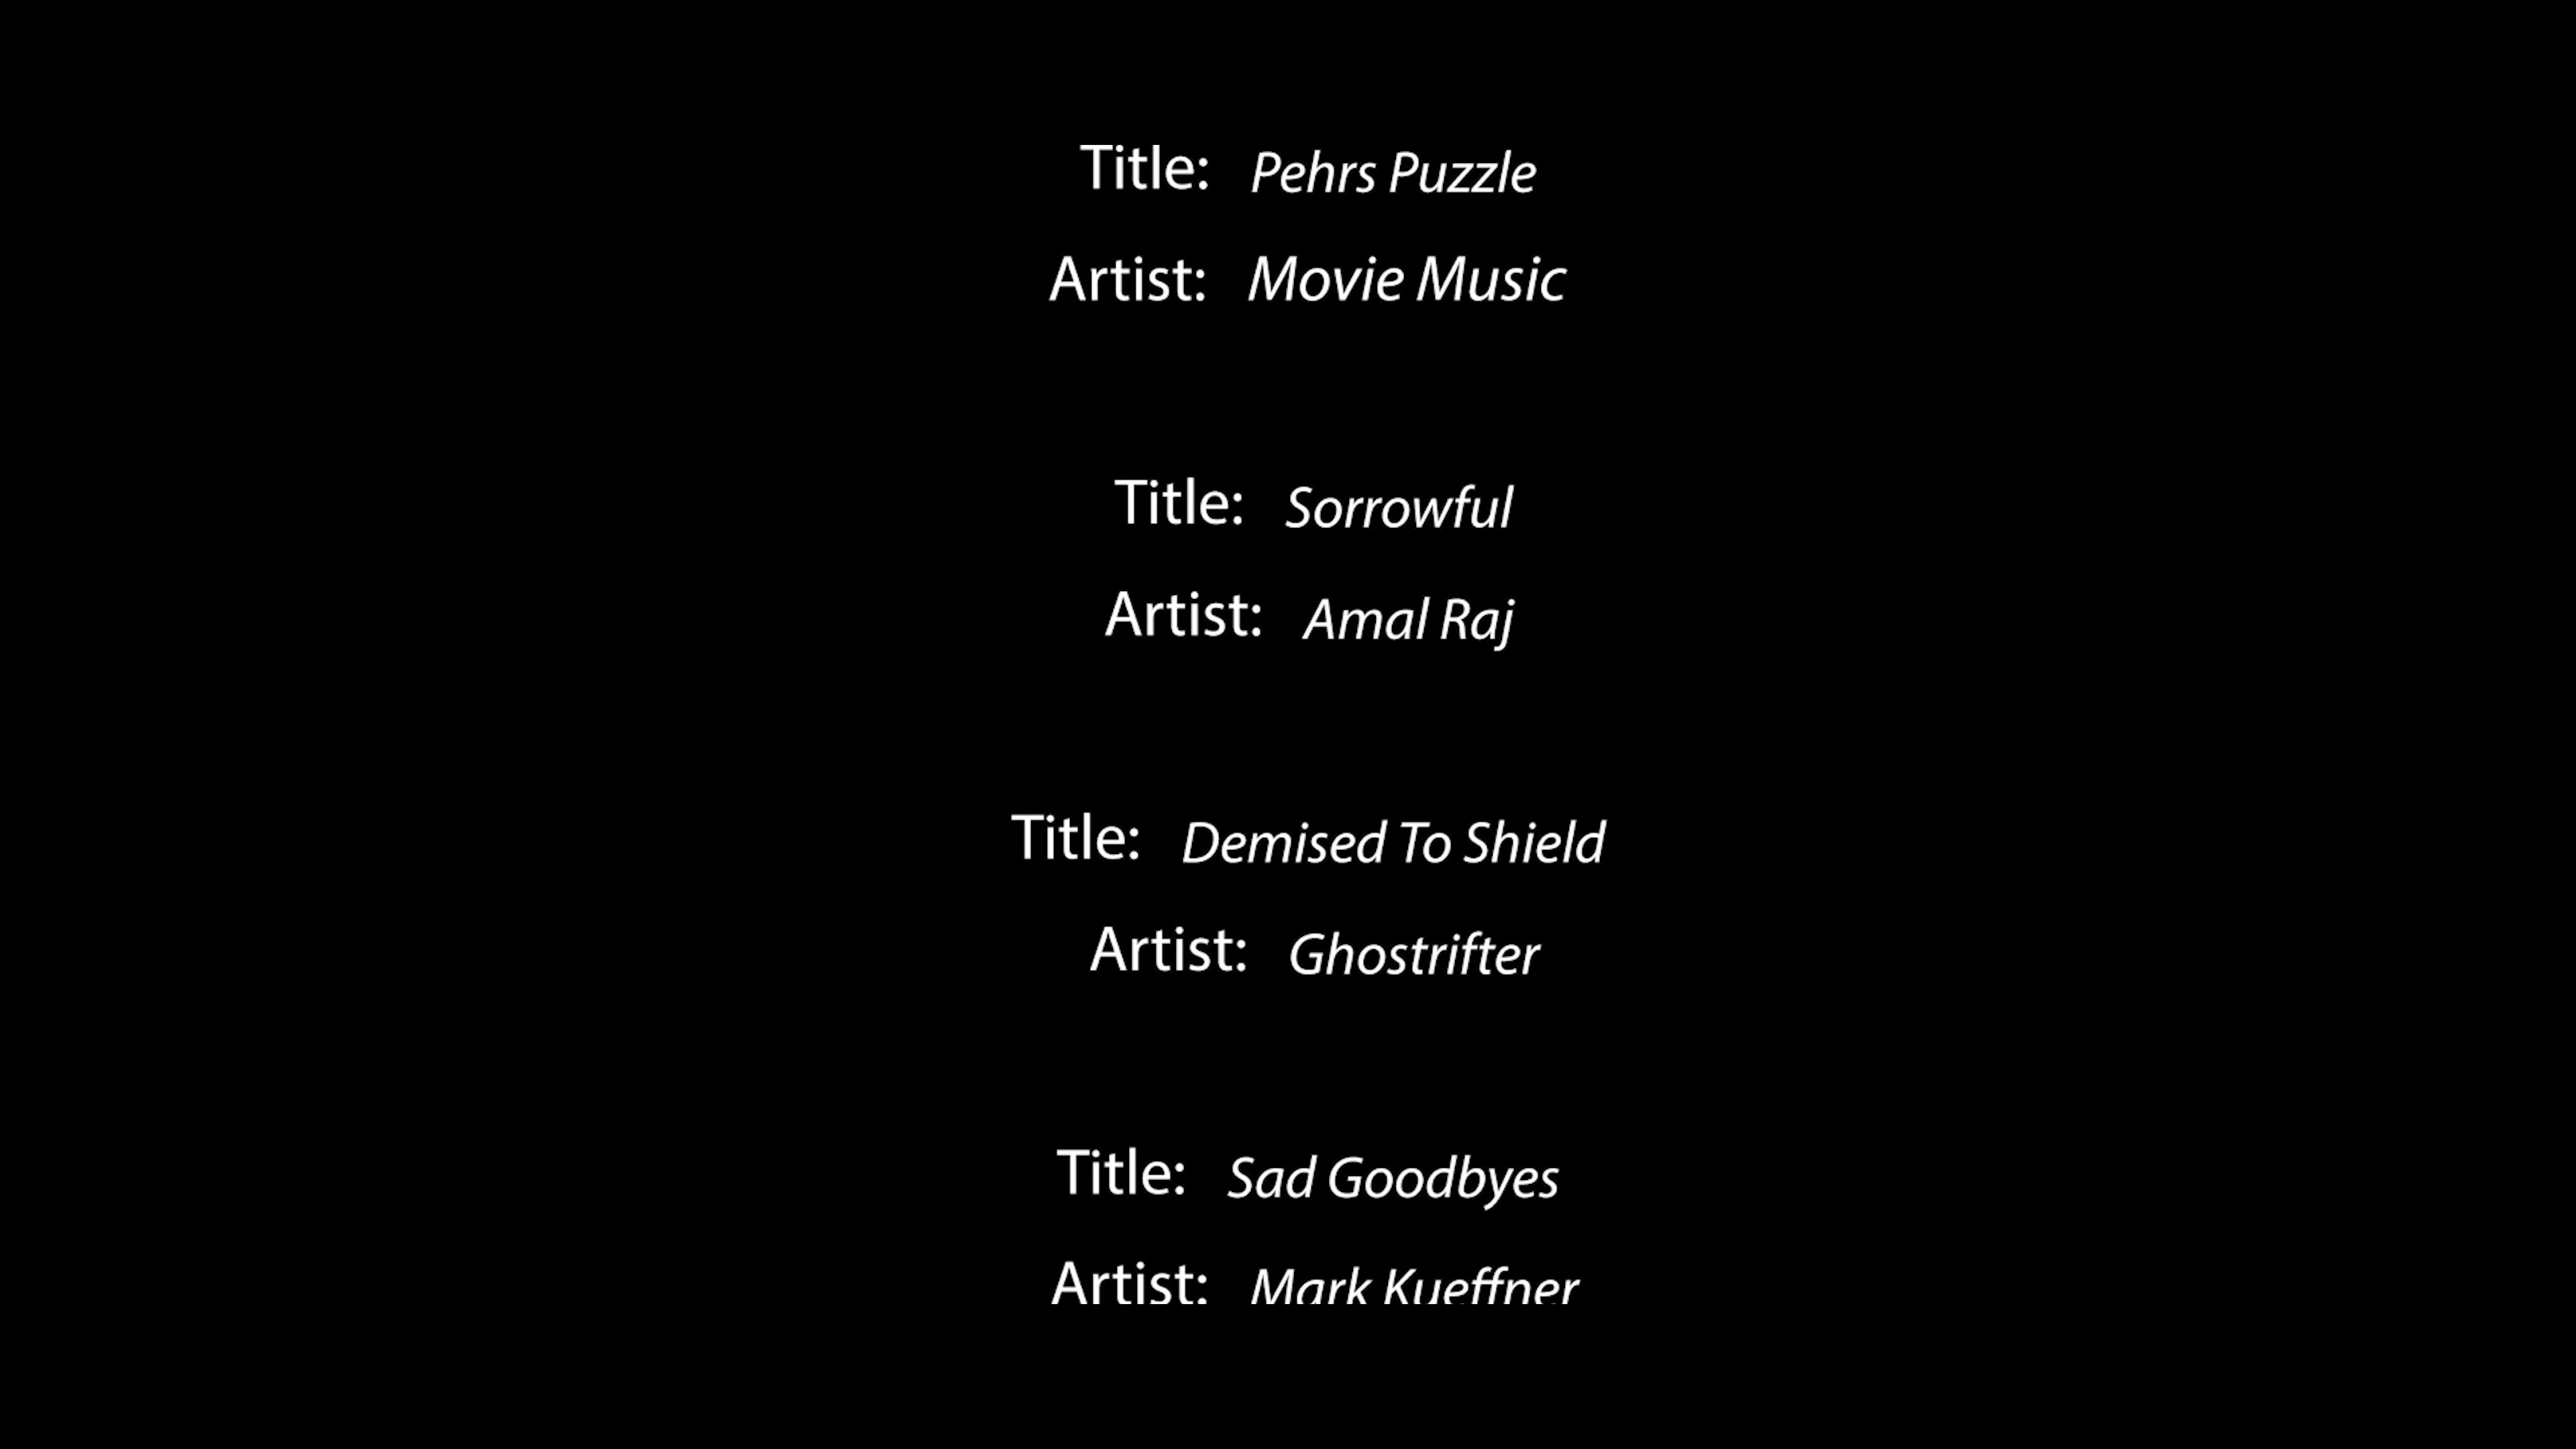 Title: Pehrs Puzzle
Artist: Movie Music
Title: Sorrowful
Artist: Amal Raj
Title: Demised To Shield
Artist: Ghostrifter
Title: Sad Goodbyes
Artist: Mark Kueffner